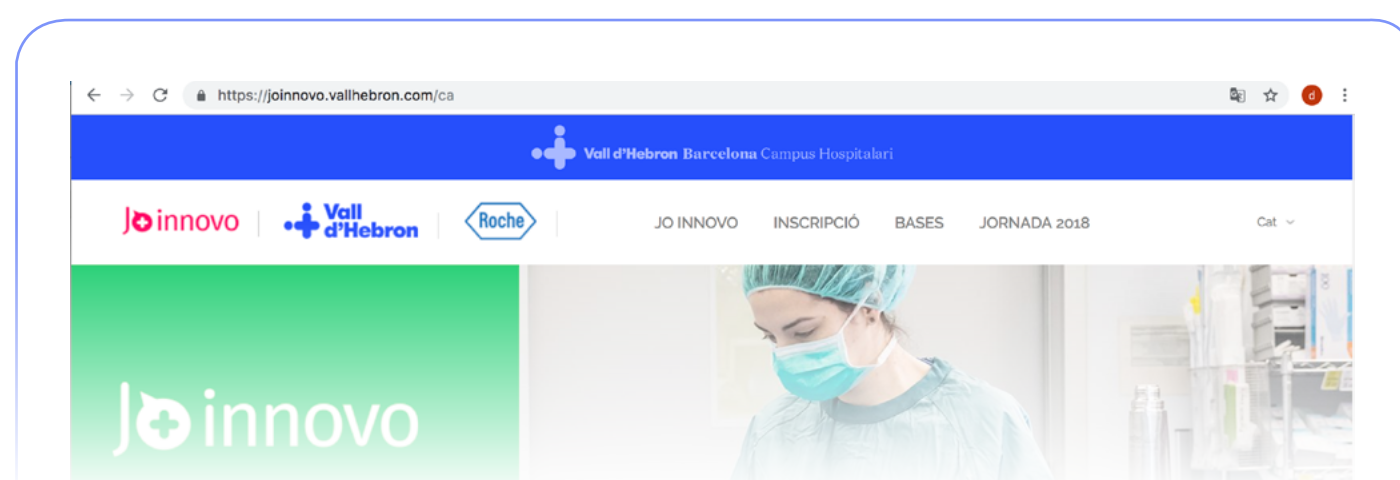 https://joinnovo.vallhebron.com/ca
d
Vall d'Hebron Barcelona Campus Hospitalari
Jo innovo
Vall
d'Hebron
Roche
JO INNOVO INSCRIPCIÓ BASES JORNADA 2018
Cat
Jo innovo